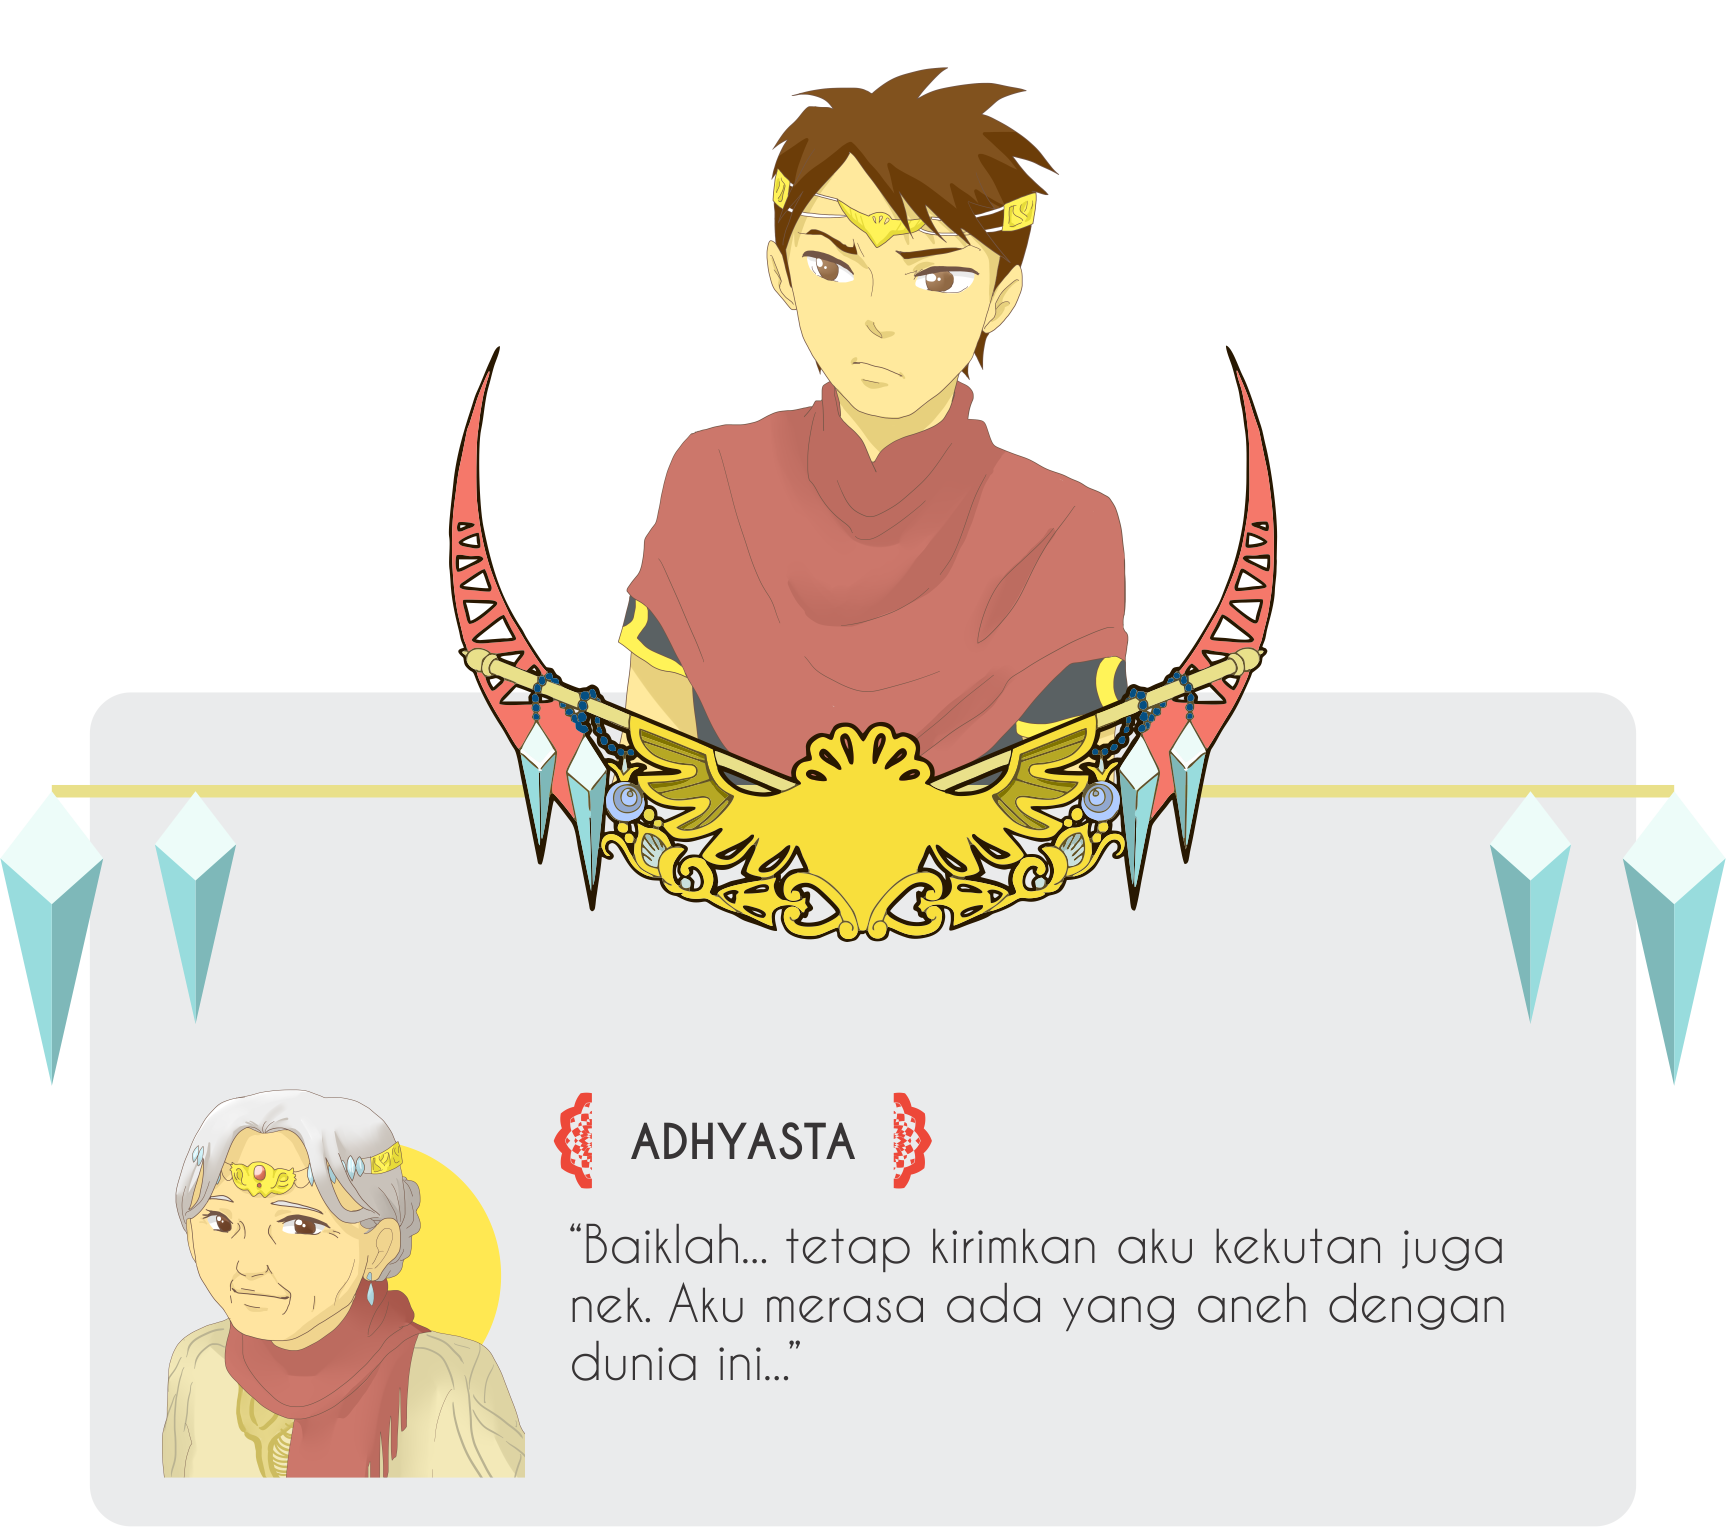 ADHYASTA
“Baiklah... tetap kirimkan aku kekutan juga
nek. Aku merasa ada yang aneh dengan
dunia ini...”